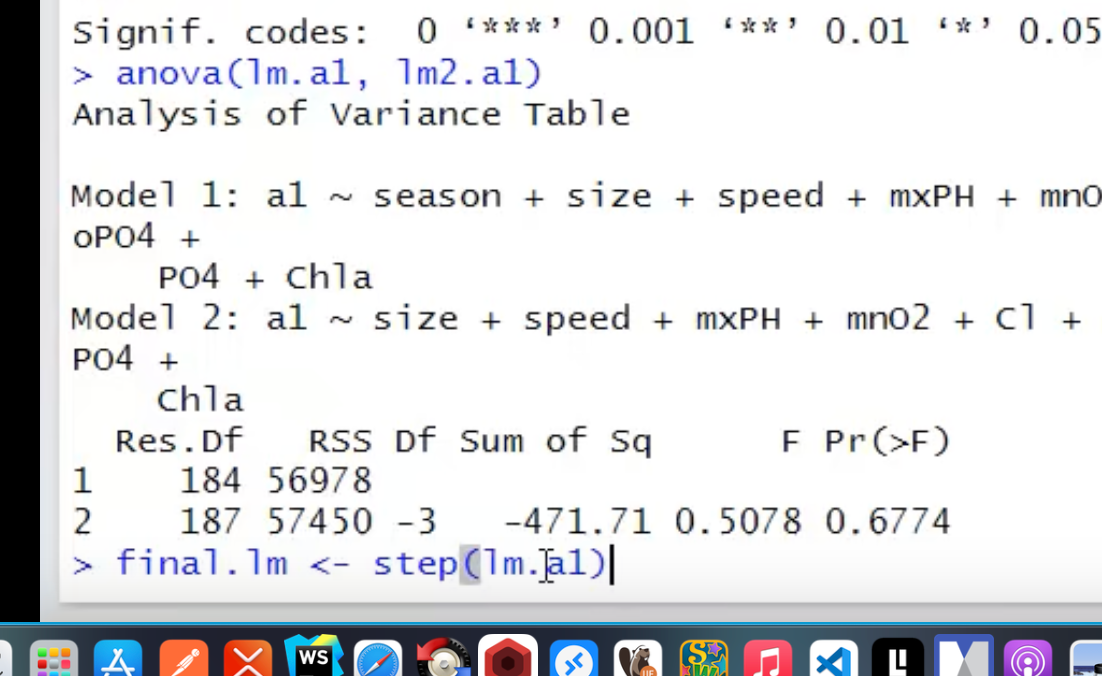 Signif. codes:  0 ‘***’ 0.001 ‘**’ 0.01 ‘*’ 0.05
> anova(lm.a1, lm2.a1)
Analysis of Variance Table
Model 1: a1 ~ season + size + speed + mxPH + mnO
oPO4 +
    PO4 + Chla
Model 2: a1 ~ size + speed + mxPH + mnO2 + Cl +
PO4 +
    Chla
  Res.Df   RSS Df Sum of Sq      F Pr(>F)
1    184 56978
2    187 57450 -3   -471.71 0.5078 0.6774
> final.lm <- step(lm.a1)
WS
UF
SW